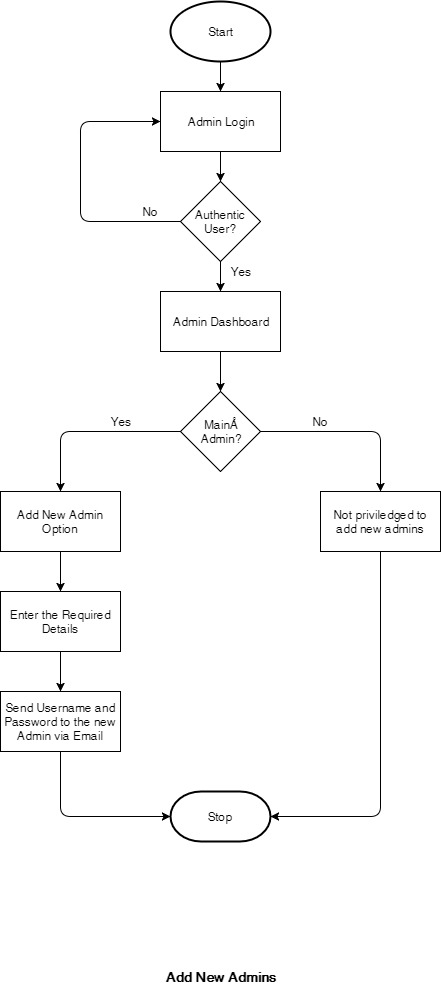 Start
Admin Login
No
Authentic
User?
Yes
Admin Dashboard
Yes
MainÂ
Admin?
No
Add New Admin
Option
Not priviledged to
add new admins
Enter the Required
Details
Send Username and
Password to the new
Admin via Email
Stop
Add New Admins